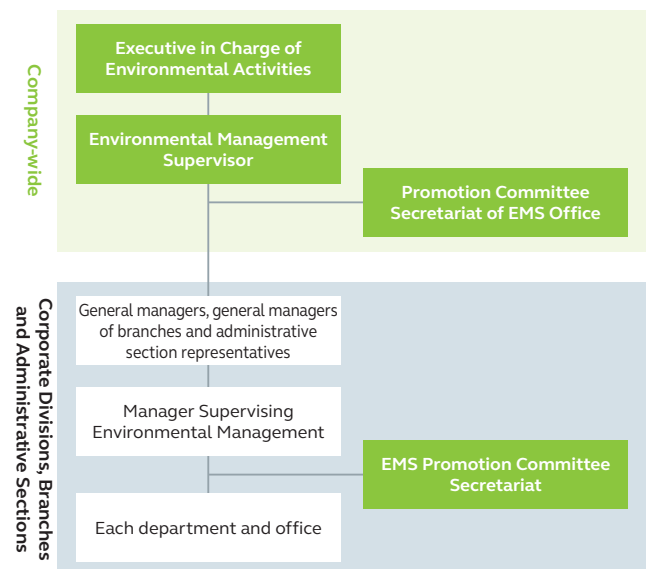 Company-wide
Executive in Charge of
Environmental Activities
Environmental Management
Supervisor
Promotion Committee
Secretariat of EMS Office
Corporate Divisions, Branches
and Administrative Sections
General managers, general managers
of branches and administrative
section representatives
Manager Supervising
Environmental Management
EMS Promotion Committee
Secretariat
Each department and office